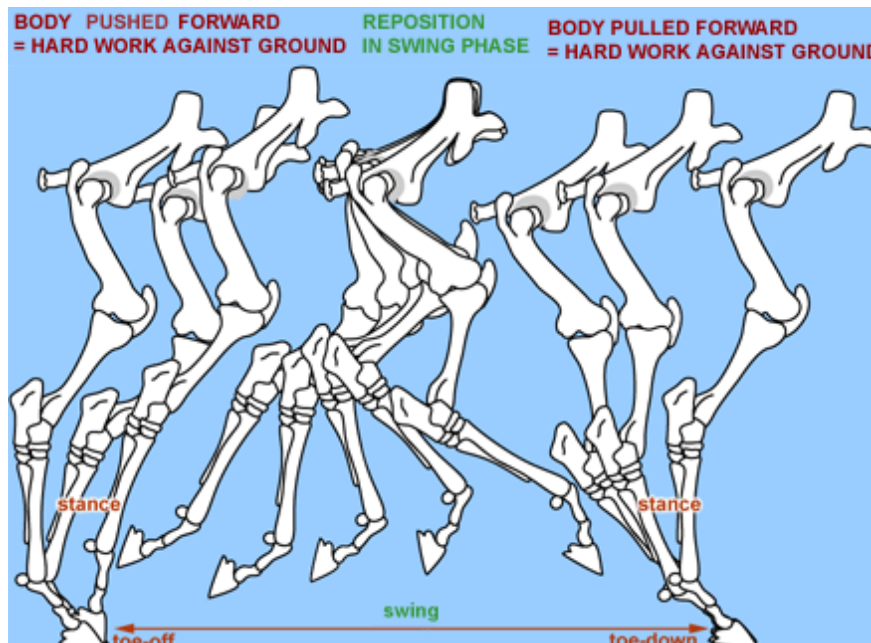 BODY PUSHED FORWARD
= HARD WORK AGAINST GROUND
REPOSITION
IN SWING PHASE
BODY PULLED FORWARD
= HARD WORK AGAINST GROUND
stance
stance
swing
toe-off
toe-down